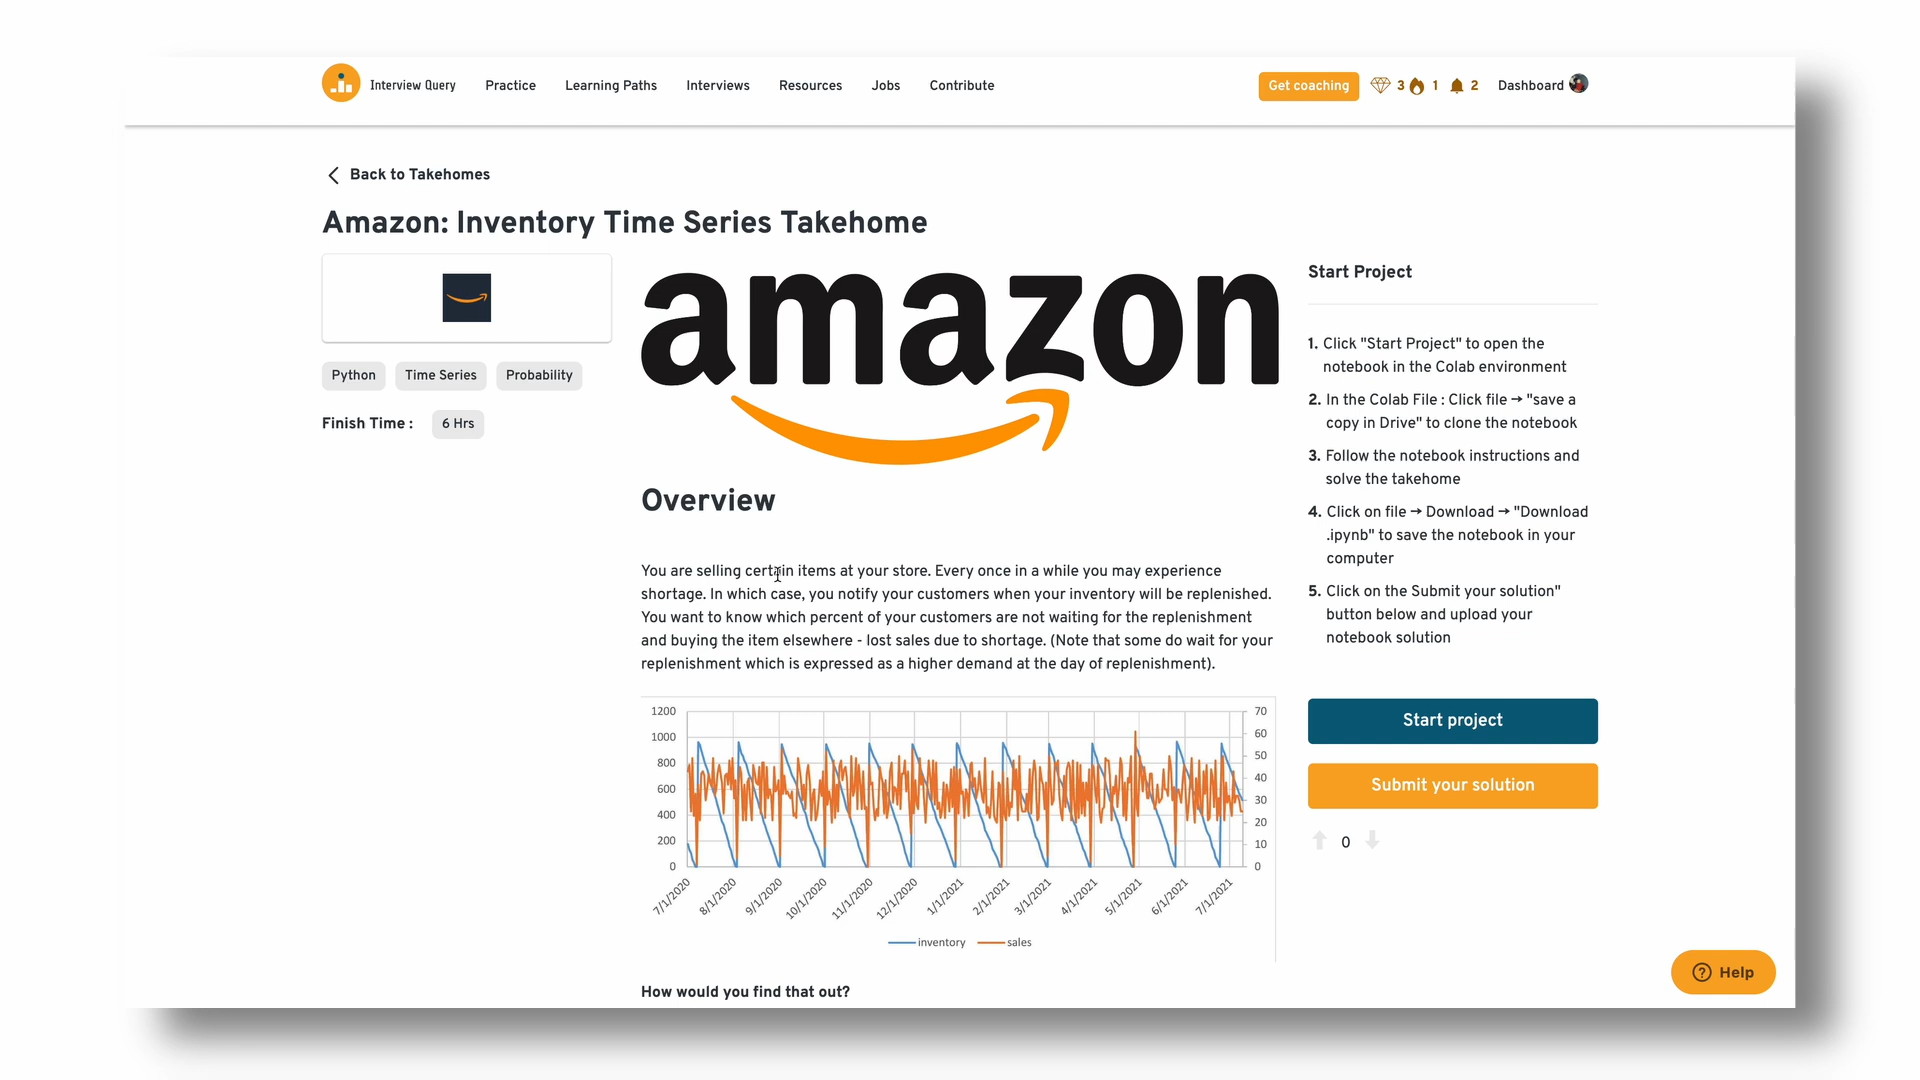 Interview Query
Practice
Learning Paths
Interviews
Resources
Jobs
Contribute
Get coaching
3
1
2
Dashboard
Back to Takehomes
Amazon: Inventory Time Series Takehome
Python
Time Series
Probability
Finish Time :
6 Hrs
amazon
Overview
You are selling certain items at your store. Every once in a while you may experience
shortage. In which case, you notify your customers when your inventory will be replenished.
You want to know which percent of your customers are not waiting for the replenishment
and buying the item elsewhere - lost sales due to shortage. (Note that some do wait for your
replenishment which is expressed as a higher demand at the day of replenishment).
1200
1000
800
600
400
200
0
70
60
50
40
30
20
10
0
7/1/2020
8/1/2020
9/1/2020
10/1/2020
11/1/2020
12/1/2020
1/1/2021
2/1/2021
3/1/2021
4/1/2021
5/1/2021
6/1/2021
7/1/2021
inventory
sales
How would you find that out?
Start Project
1. Click "Start Project" to open the
notebook in the Colab environment
2. In the Colab File : Click file → "save a
copy in Drive" to clone the notebook
3. Follow the notebook instructions and
solve the takehome
4. Click on file → Download → "Download
.ipynb" to save the notebook in your
computer
5. Click on the Submit your solution"
button below and upload your
notebook solution
Start project
Submit your solution
0
Help